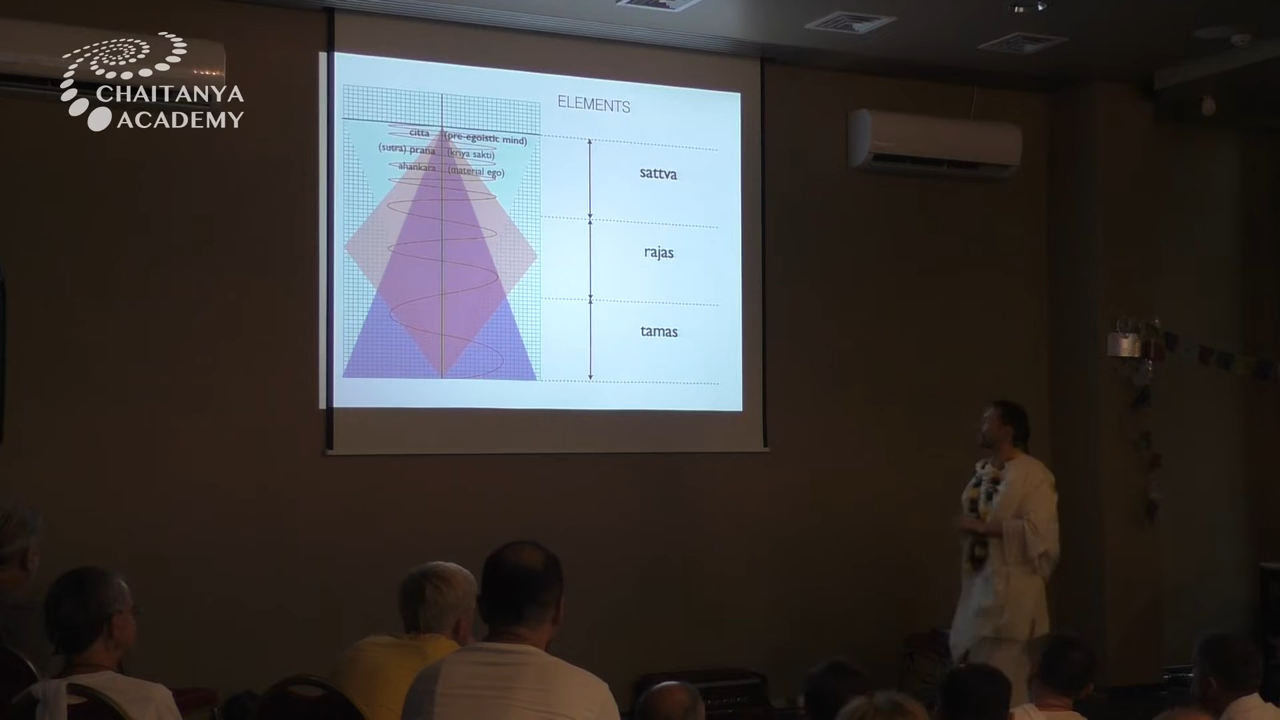 CHAITANYA
ACADEMY
ELEMENTS
citta (pre-egoistic mind)
(sutra) prana (kriya sakti)
ahankara (material ego)
sattva
rajas
tamas